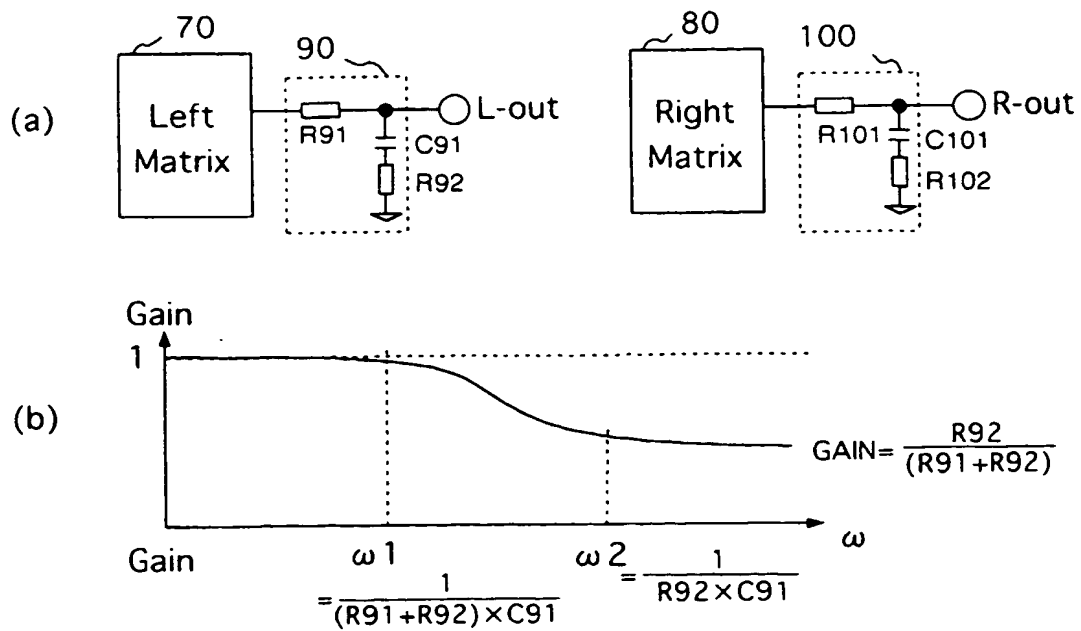 70
90
Left
Matrix
R91
C91
R92
L-out
80
100
Right
Matrix
R101
C101
R102
R-out
(a)
Gain
1
(b)
GAIN= R92
(R91+R92)
Gain
ω1
= 1
(R91+R92)×C91
ω2
= 1
R92×C91
ω